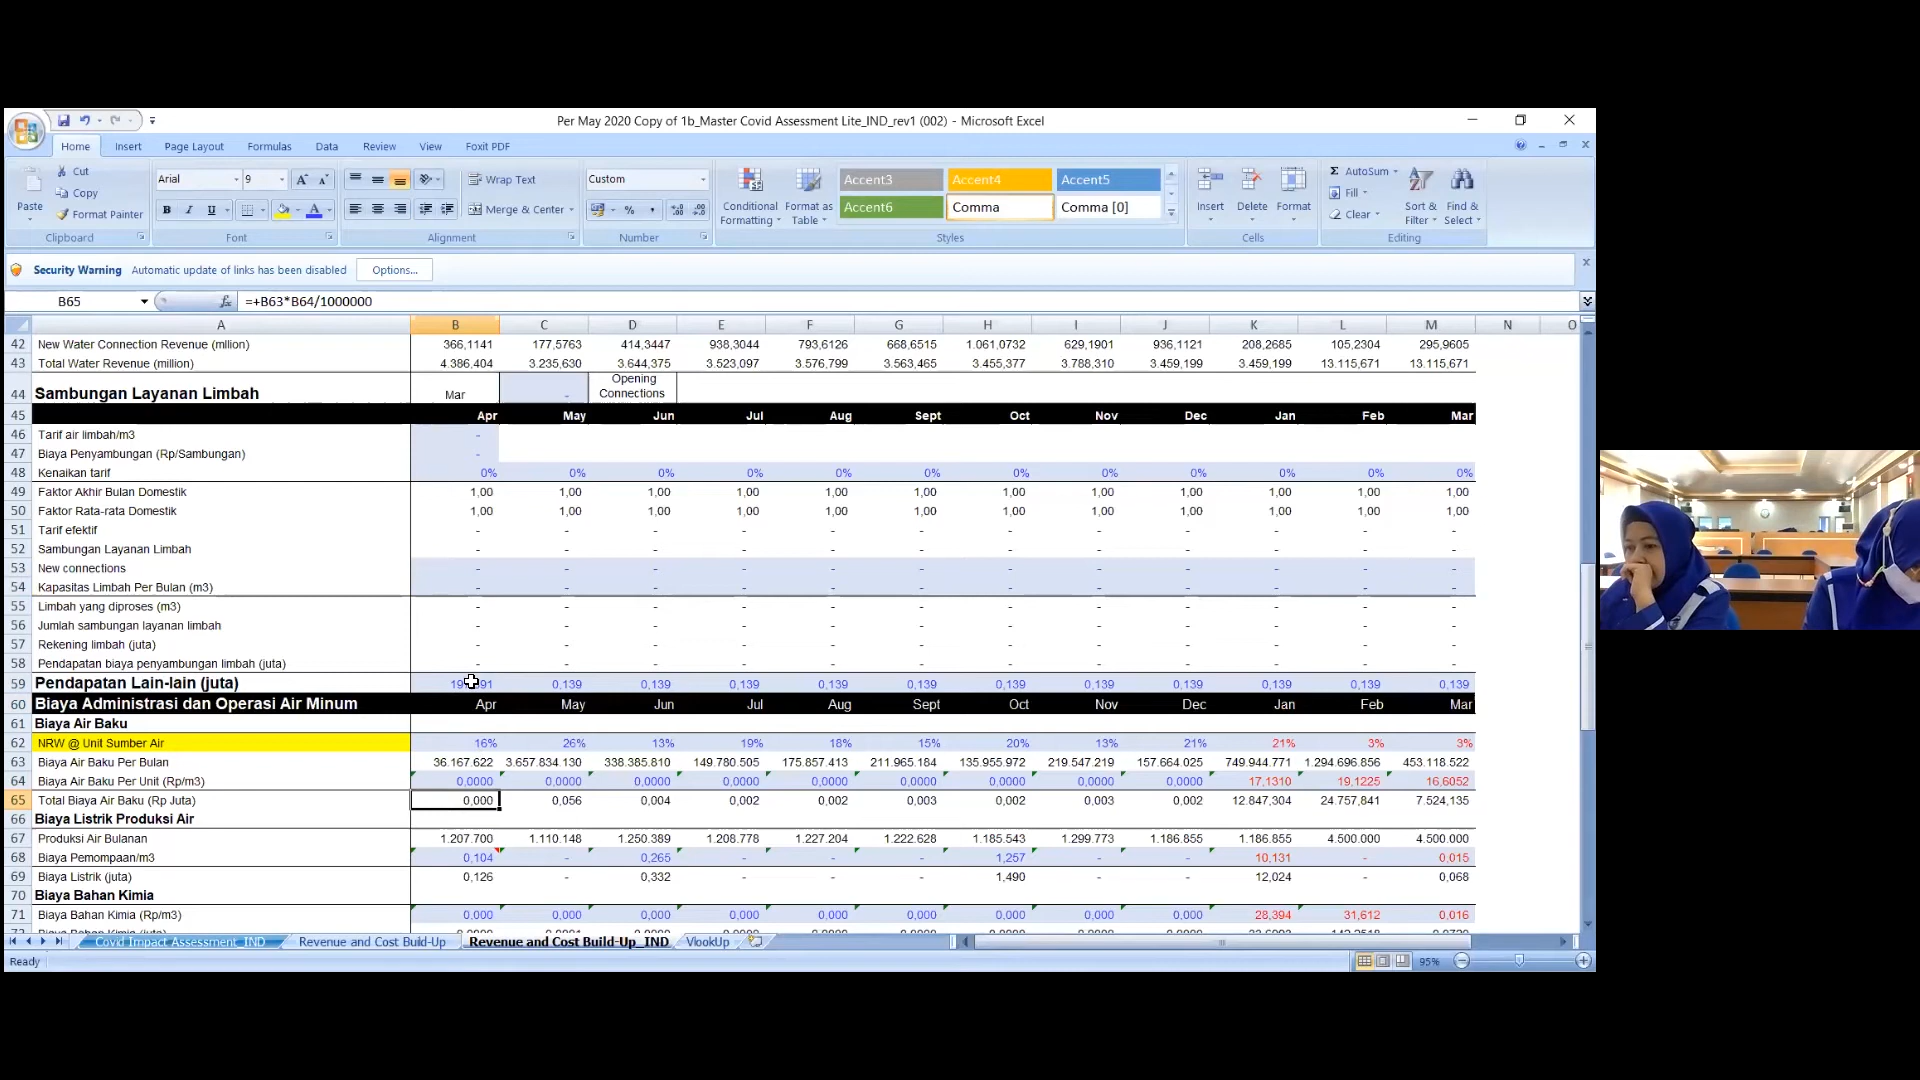 Per May 2020 Copy of 1b_Master Covid Assessment Lite_IND_rev1 (002) - Microsoft Excel
Home Insert Page Layout Formulas Data Review View Foxit PDF
Cut
Copy
Format Painter
Paste
Clipboard
Arial 9
B I U
Font
Wrap Text
Merge & Center
Alignment
Custom
%
Number
Conditional Formatting
Format as Table
Accent3 Accent4 Accent5
Accent6 Comma Comma [0]
Styles
Insert Delete Format
Cells
AutoSum
Fill
Clear
Sort & Filter
Find & Select
Editing
Security Warning Automatic update of links has been disabled Options...
B65 fx =+B63*B64/1000000
A B C D E F G H I J K L M N O
42 New Water Connection Revenue (mllion) 366,1141 177,5763 414,3447 938,3044 793,6126 668,6515 1.061,0732 629,1901 936,1121 208,2685 105,2304 295,9605
43 Total Water Revenue (million) 4.386,404 3.235,630 3.644,375 3.523,097 3.576,799 3.563,465 3.455,377 3.788,310 3.459,199 3.459,199 13.115,671 13.115,671
44 Sambungan Layanan Limbah Mar - Opening Connections
45 Apr May Jun Jul Aug Sept Oct Nov Dec Jan Feb Mar
46 Tarif air limbah/m3 -
47 Biaya Penyambungan (Rp/Sambungan) -
48 Kenaikan tarif 0% 0% 0% 0% 0% 0% 0% 0% 0% 0% 0% 0%
49 Faktor Akhir Bulan Domestik 1,00 1,00 1,00 1,00 1,00 1,00 1,00 1,00 1,00 1,00 1,00 1,00
50 Faktor Rata-rata Domestik 1,00 1,00 1,00 1,00 1,00 1,00 1,00 1,00 1,00 1,00 1,00 1,00
51 Tarif efektif - - - - - - - - - - - -
52 Sambungan Layanan Limbah - - - - - - - - - - - -
53 New connections - - - - - - - - - - - -
54 Kapasitas Limbah Per Bulan (m3) - - - - - - - - - - - -
55 Limbah yang diproses (m3) - - - - - - - - - - - -
56 Jumlah sambungan layanan limbah - - - - - - - - - - - -
57 Rekening limbah (juta) - - - - - - - - - - - -
58 Pendapatan biaya penyambungan limbah (juta) - - - - - - - - - - - -
59 Pendapatan Lain-lain (juta) 0,139 0,139 0,139 0,139 0,139 0,139 0,139 0,139 0,139 0,139 0,139
60 Biaya Administrasi dan Operasi Air Minum Apr May Jun Jul Aug Sept Oct Nov Dec Jan Feb Mar
61 Biaya Air Baku
62 NRW @ Unit Sumber Air 16% 26% 13% 19% 18% 15% 20% 13% 21% 21% 3% 3%
63 Biaya Air Baku Per Bulan 36.167.622 3.657.834.130 338.385.810 149.780.505 175.857.413 211.965.184 135.955.972 219.547.219 157.664.025 749.944.771 1.294.696.856 453.118.522
64 Biaya Air Baku Per Unit (Rp/m3) 0,0000 0,0000 0,0000 0,0000 0,0000 0,0000 0,0000 0,0000 0,0000 17,1310 19,1225 16,6052
65 Total Biaya Air Baku (Rp Juta) 0,000 0,056 0,004 0,002 0,002 0,003 0,002 0,003 0,002 12.847,304 24.757,841 7.524,135
66 Biaya Listrik Produksi Air
67 Produksi Air Bulanan 1.207.700 1.110.148 1.250.389 1.208.778 1.227.204 1.222.628 1.185.543 1.299.773 1.186.855 1.186.855 4.500.000 4.500.000
68 Biaya Pemompaan/m3 0,104 - 0,265 - - - 1,257 - - 10,131 - 0,015
69 Biaya Listrik (juta) 0,126 - 0,332 - - - 1,490 - - 12,024 - 0,068
70 Biaya Bahan Kimia
71 Biaya Bahan Kimia (Rp/m3) 0,000 0,000 0,000 0,000 0,000 0,000 0,000 0,000 0,000 28,394 31,612 0,016
Covid Impact Assessment_IND Revenue and Cost Build-Up Revenue and Cost Build-Up_IND VlookUp
Ready 95%